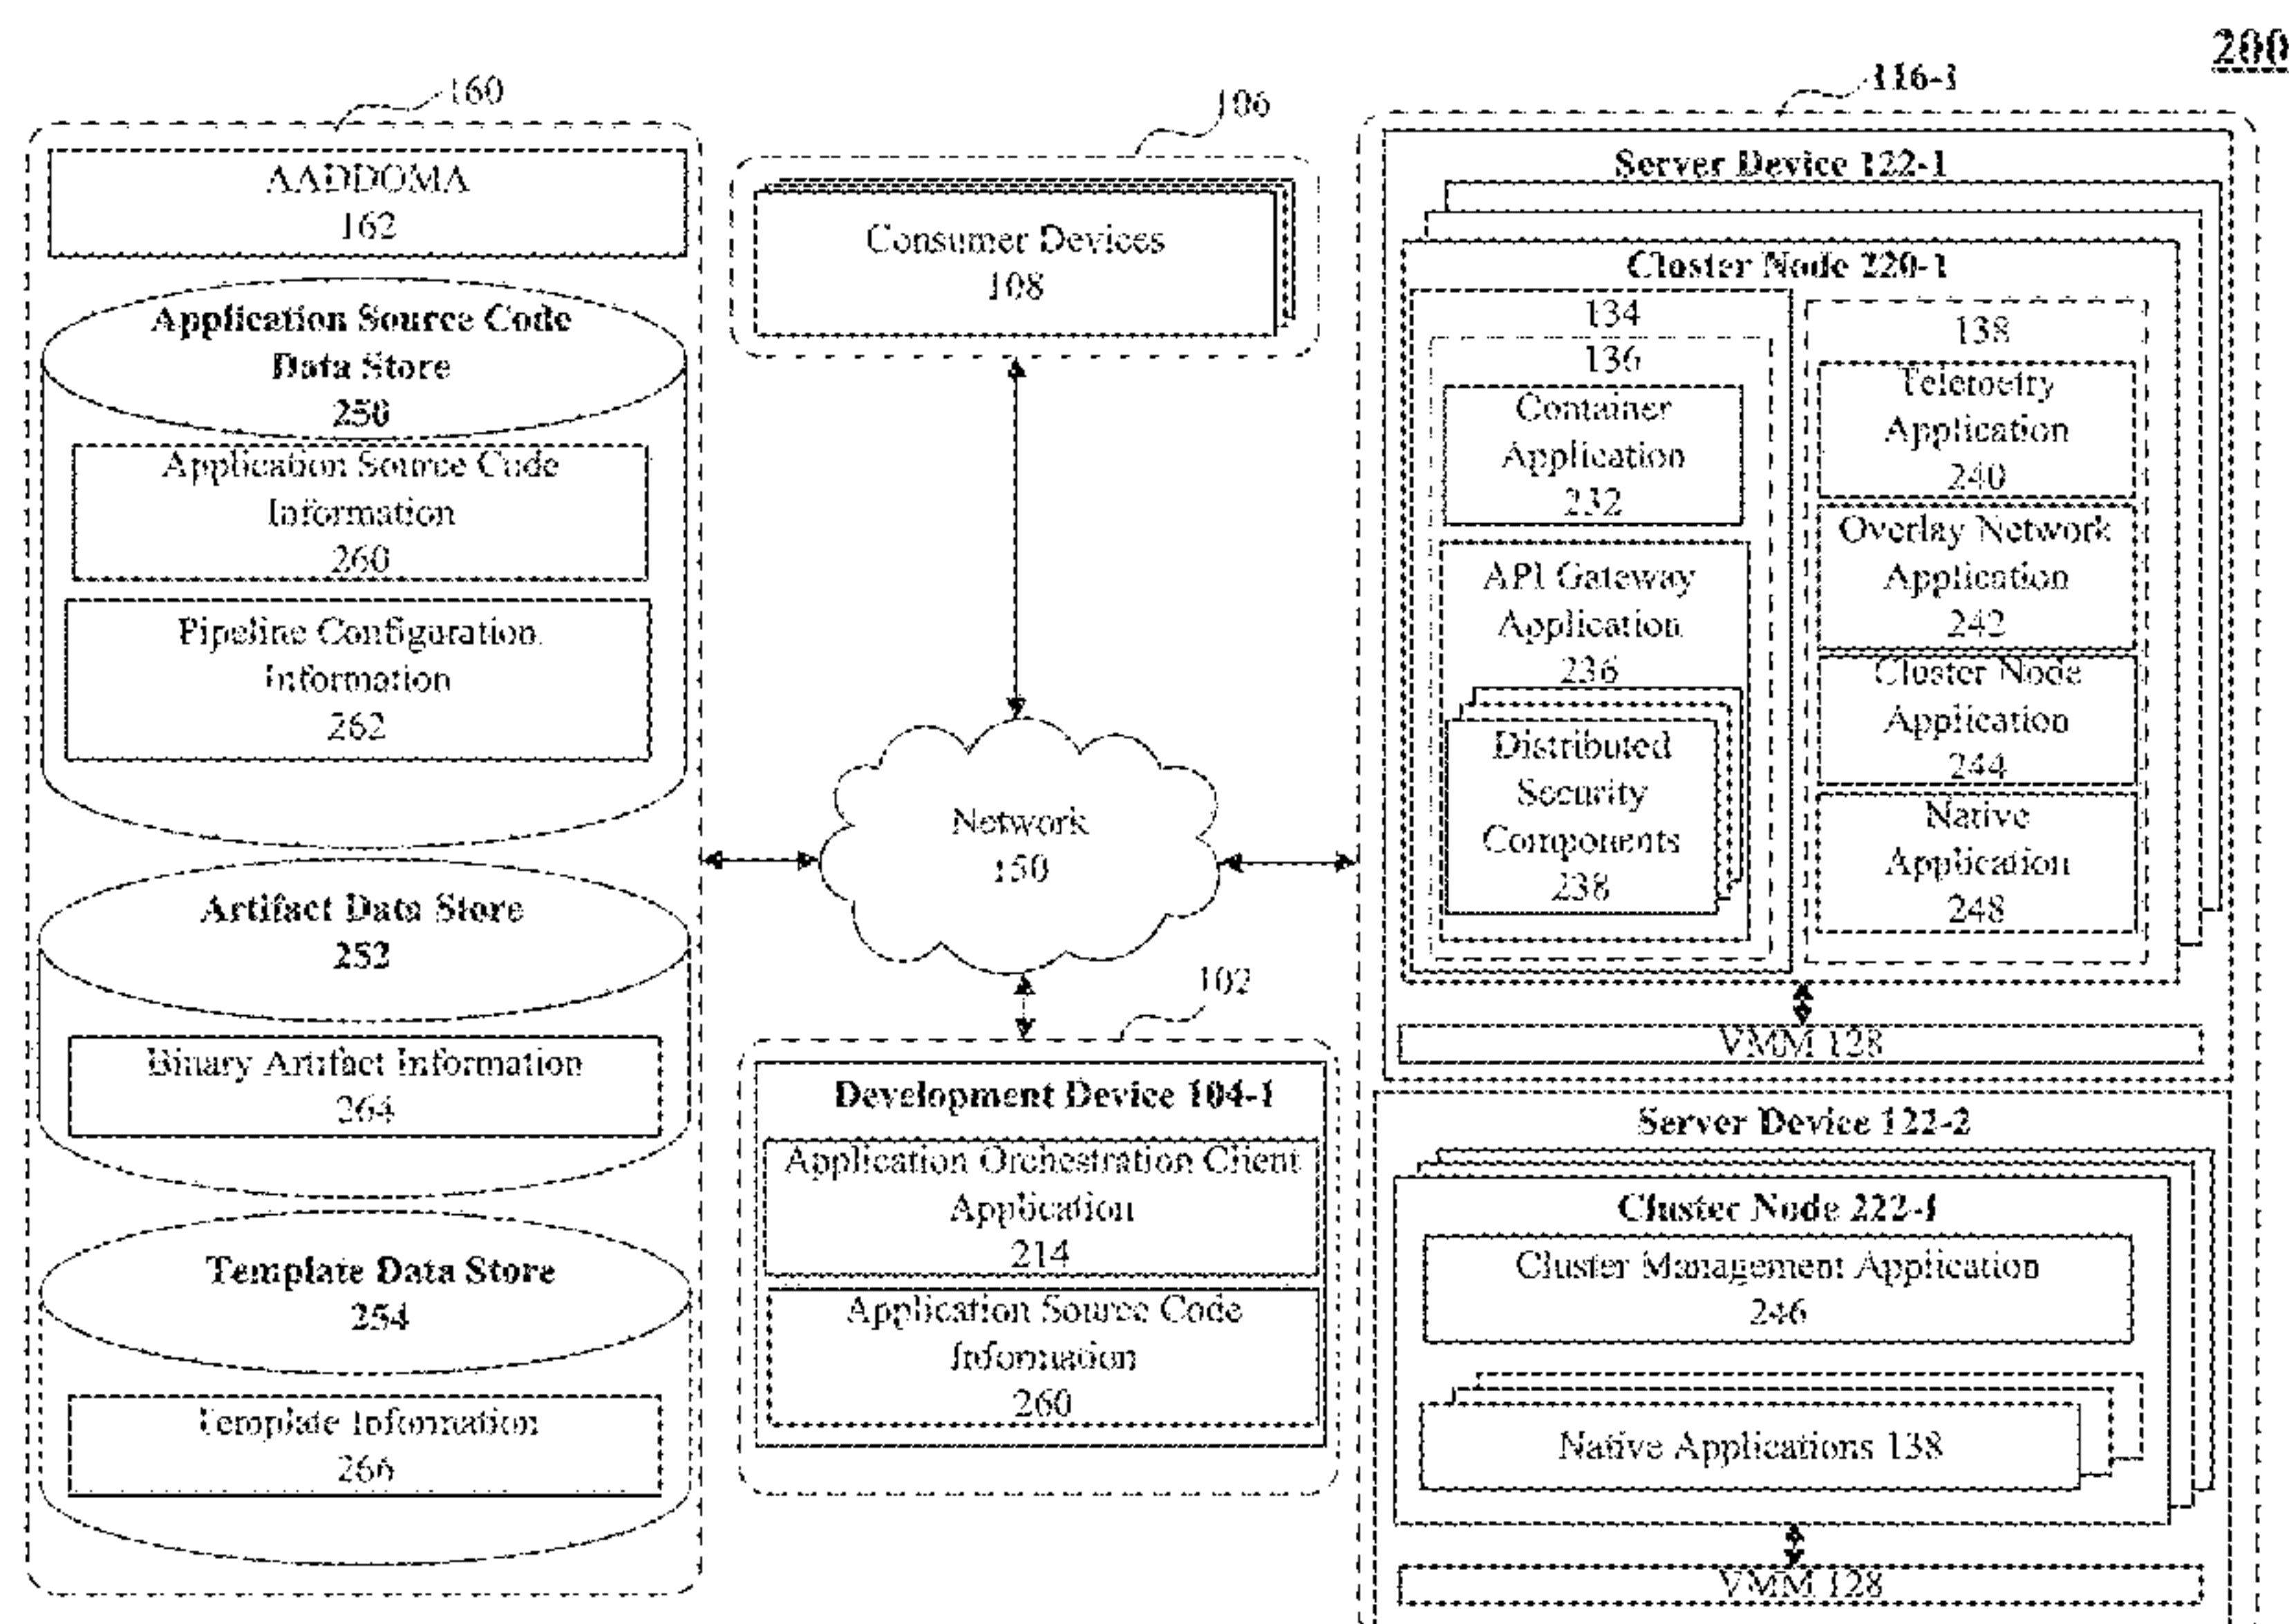 200
160
AADDOMA
162
Application Source Code
Data Store
250
Application Source Code
Information
260
Pipeline Configuration
Information
262
Artifact Data Store
252
Binary Artifact Information
264
Template Data Store
254
Template Information
266
106
Consumer Devices
108
Network
150
102
Development Device 104-1
Application Orchestration Client
Application
214
Application Source Code
Information
260
116-1
Server Device 122-1
Cluster Node 220-1
134
136
Container
Application
232
API Gateway
Application
236
Distributed
Security
Components
238
138
Telemetry
Application
240
Overlay Network
Application
242
Cluster Node
Application
244
Native
Application
248
VMM 128
Server Device 122-2
Cluster Node 222-1
Cluster Management Application
246
Native Applications 138
VMM 128